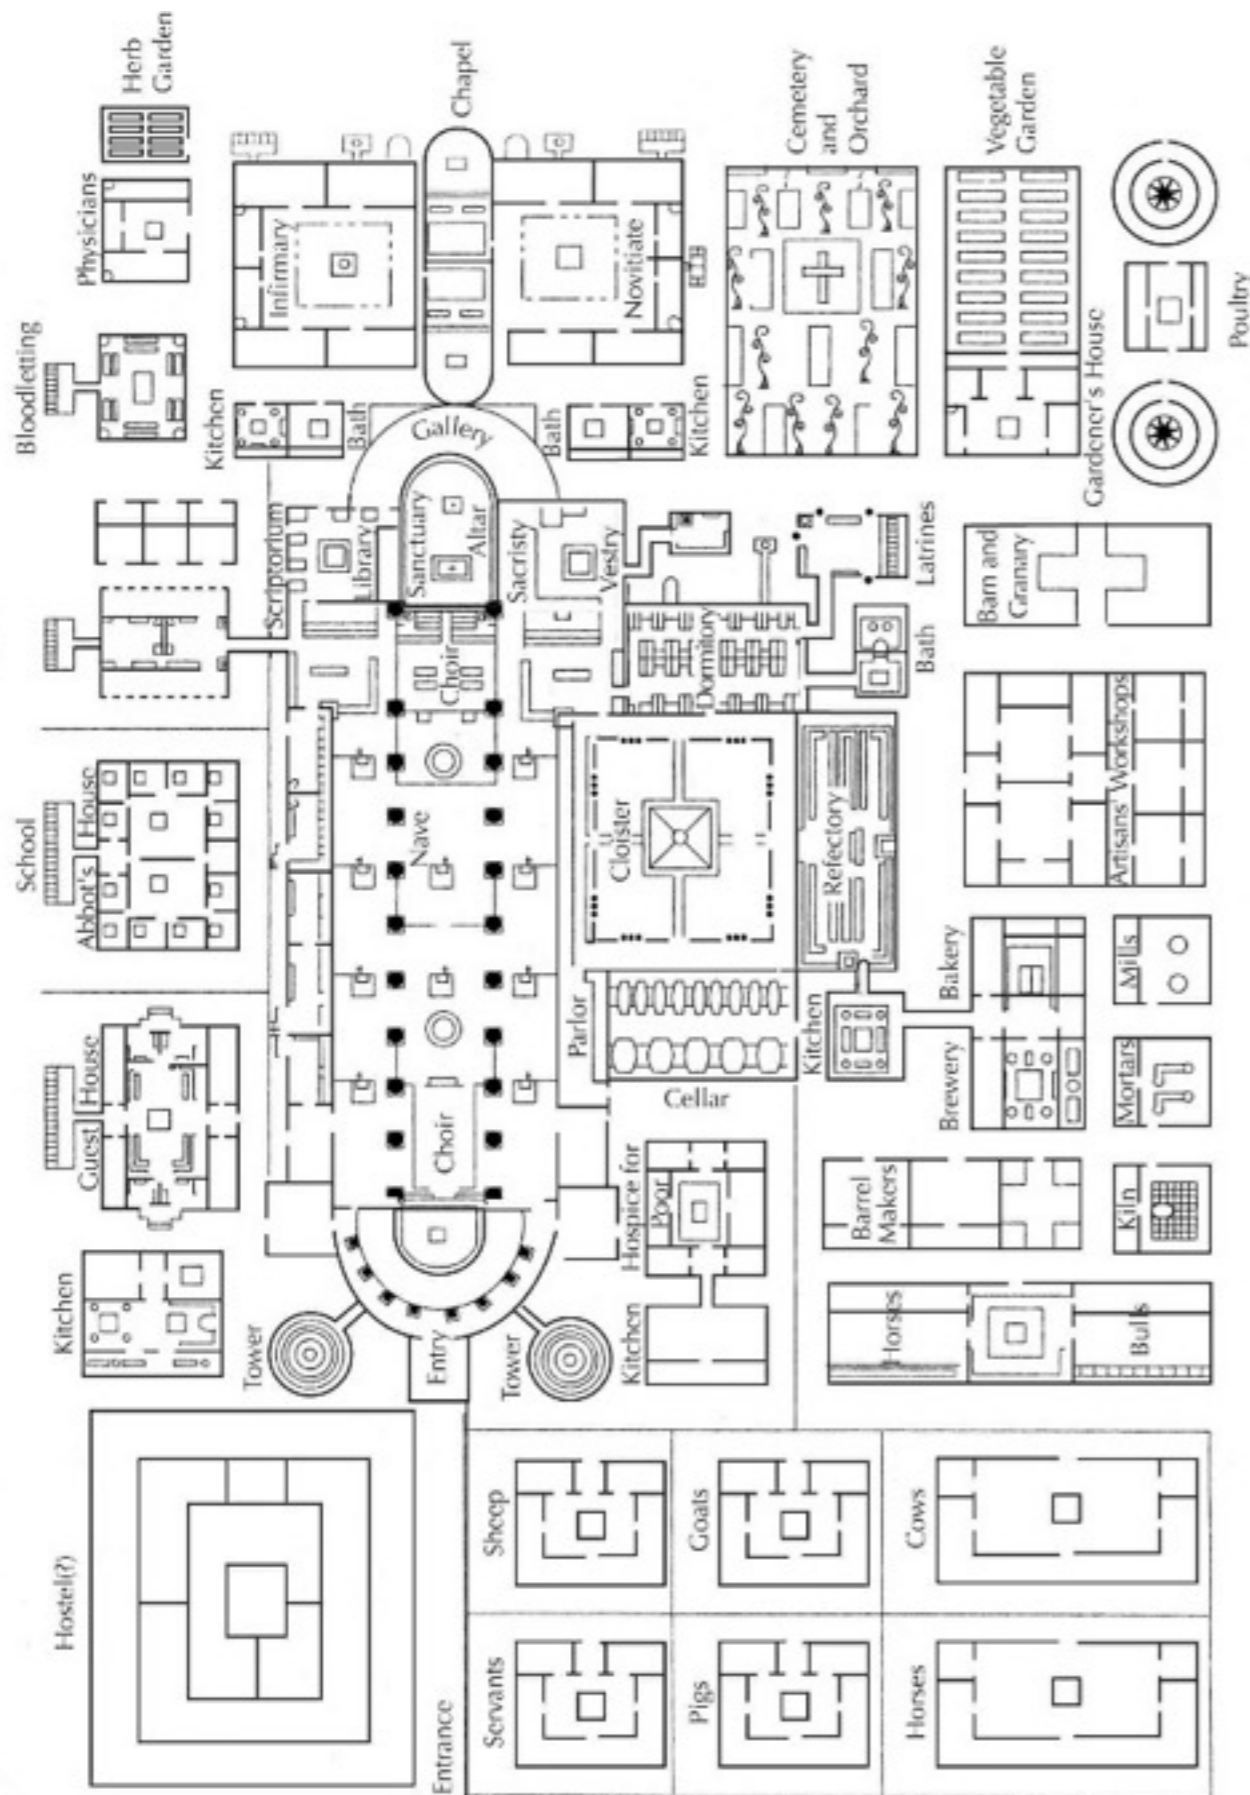 School
Bloodletting
Hostel(?)
Kitchen
Guest House
Abbot's House
Physicians
Herb
Garden
Kitchen
Tower
Scriptorium
Infirmary
Library
Bath
Nave
Sanctuary
Entrance
Entry
Choir
Choir
Gallery
Chapel
Altar
Servants
Sheep
Tower
Sacristy
Bath
Parlor
Vestry
Cloister
Kitchen
Hospice for
Poor
Novitiate
Pigs
Goats
Cellar
Dormitory
Kitchen
Cemetery
and
Orchard
Kitchen
Refectory
Barrel
Makers
Horses
Horses
Cows
Bath
Latrines
Brewery
Bakery
Barn and
Granary
Vegetable
Garden
Gardener's House
Artisans' Workshops
Kiln
Mortars
Mills
Bulls
Poultry